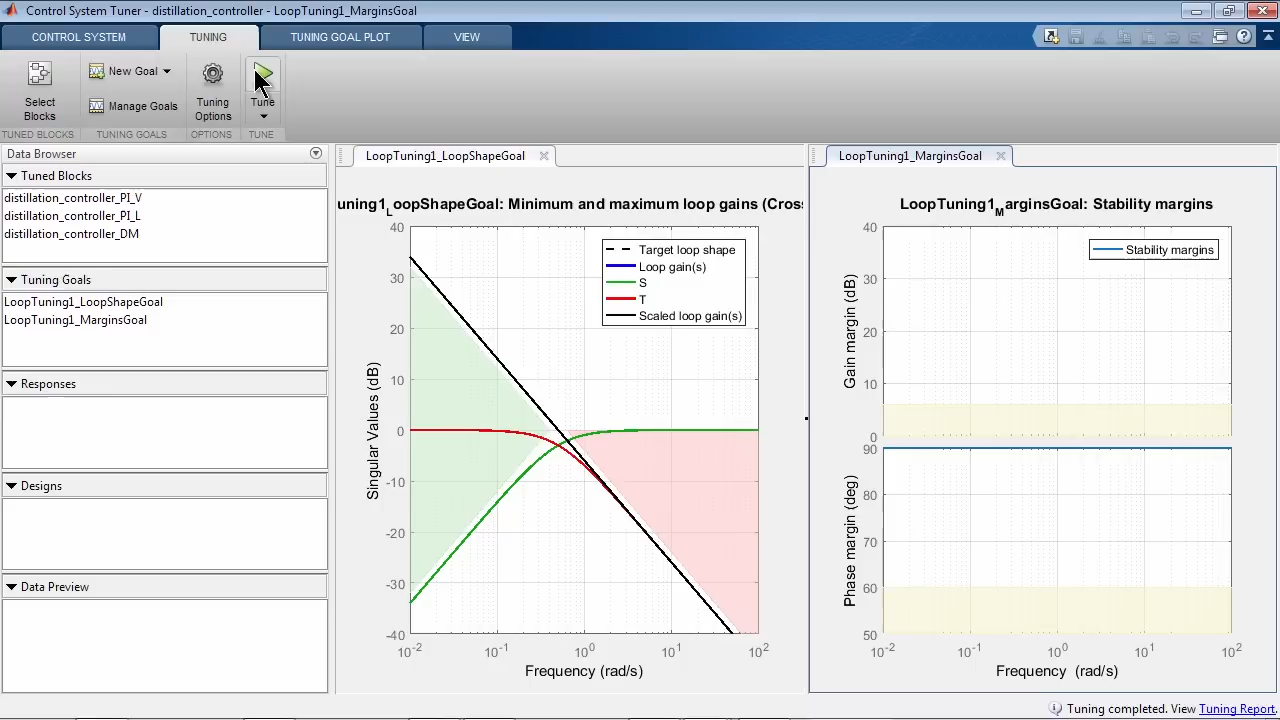 Control System Tuner - distillation_controller - LoopTuning1_MarginsGoal
CONTROL SYSTEM
TUNING
TUNING GOAL PLOT
VIEW
Select
Blocks
New Goal
Manage Goals
Tuning
Options
Tune
TUNED BLOCKS
TUNING GOALS
OPTIONS
TUNE
Data Browser
Tuned Blocks
distillation_controller_PI_V
distillation_controller_PI_L
distillation_controller_DM
Tuning Goals
LoopTuning1_LoopShapeGoal
LoopTuning1_MarginsGoal
Responses
Designs
Data Preview
LoopTuning1_LoopShapeGoal
uning1LoopShapeGoal: Minimum and maximum loop gains (Cros
Target loop shape
Loop gain(s)
S
T
Scaled loop gain(s)
Singular Values (dB)
40
30
20
10
0
-10
-20
-30
-40
10-2
10-1
100
101
102
Frequency (rad/s)
LoopTuning1_MarginsGoal
LoopTuning1MarginsGoal: Stability margins
Stability margins
Gain margin (dB)
40
30
20
10
0
Phase margin (deg)
90
80
70
60
50
10-2
10-1
100
101
102
Frequency (rad/s)
Tuning completed. View Tuning Report.